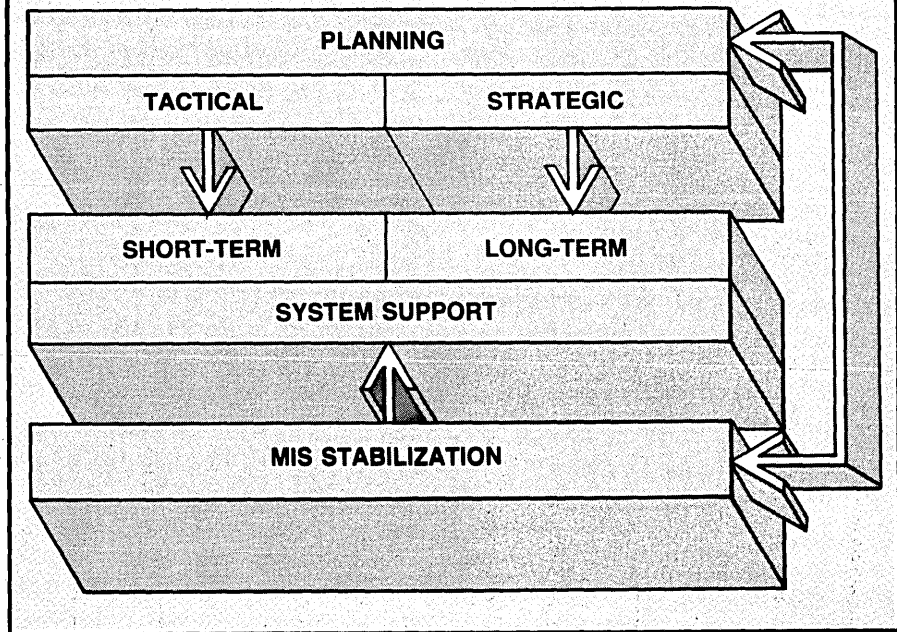 PLANNING
TACTICAL STRATEGIC
SHORT-TERM LONG-TERM
SYSTEM SUPPORT
MIS STABILIZATION